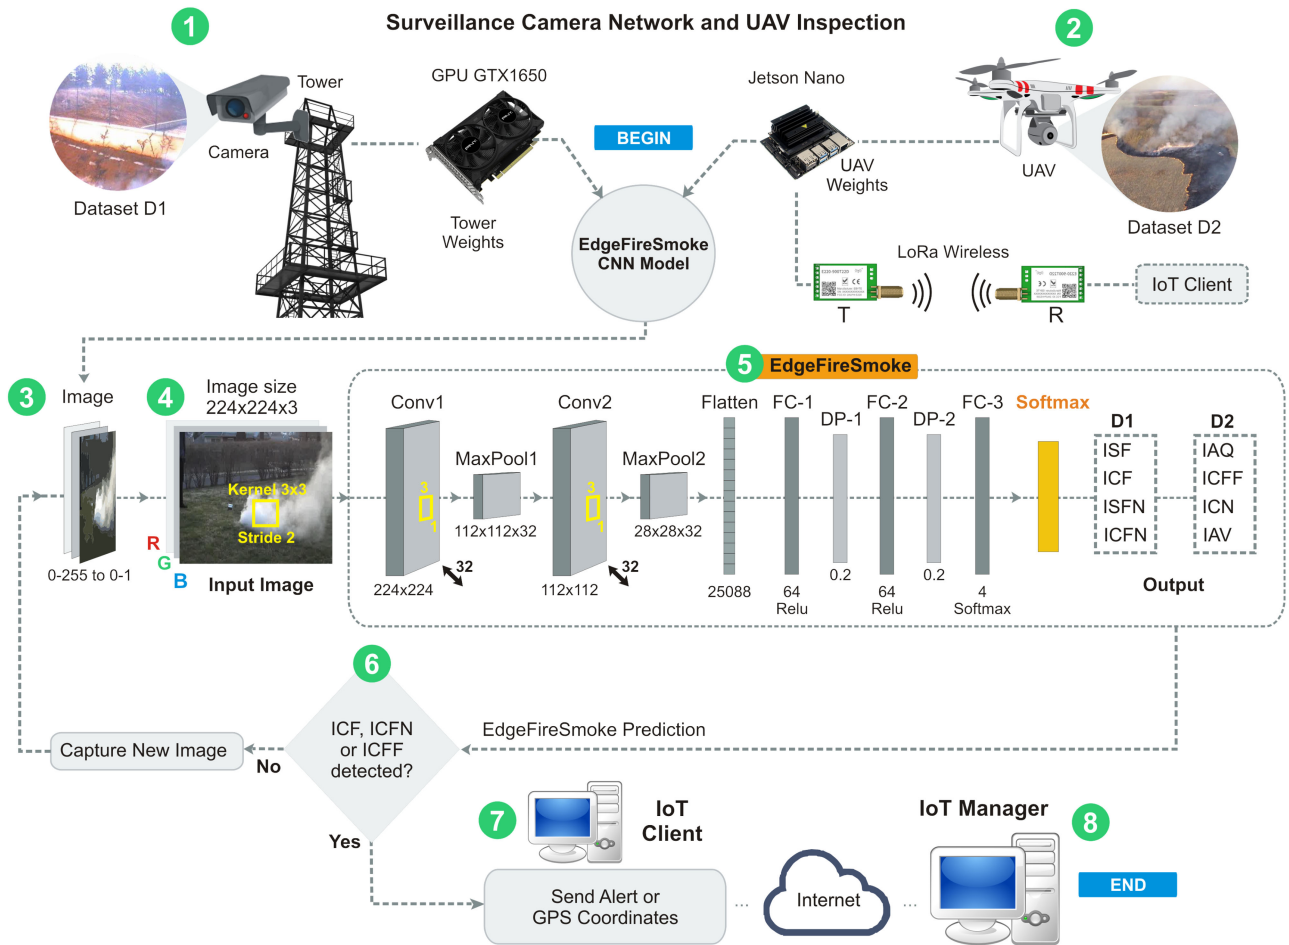 Surveillance Camera Network and UAV Inspection
1
2
Tower
GPU GTX1650
Jetson Nano
BEGIN
Camera
UAV
Weights
UAV
Dataset D1
Tower
Weights
Dataset D2
EdgeFireSmoke
CNN Model
LoRa Wireless
IoT Client
T
R
5
EdgeFireSmoke
3
Image
4
Image size
224x224x3
Conv1
Conv2
Flatten
FC-1
DP-1
FC-2
DP-2
FC-3
Softmax
D1
D2
MaxPool1
MaxPool2
ISF
ICF
ISFN
ICFN
IAQ
ICFF
ICN
IAV
Kernel 3x3
Stride 2
3
1
3
1
112x112x32
28x28x32
R
G
B
0-255 to 0-1
Input Image
32
224x224
32
112x112
25088
64
Relu
0.2
64
Relu
0.2
4
Softmax
Output
6
ICF, ICFN
or ICFF
detected?
EdgeFireSmoke Prediction
Capture New Image
No
Yes
7
IoT
Client
IoT Manager
8
Send Alert or
GPS Coordinates
...
Internet
...
END